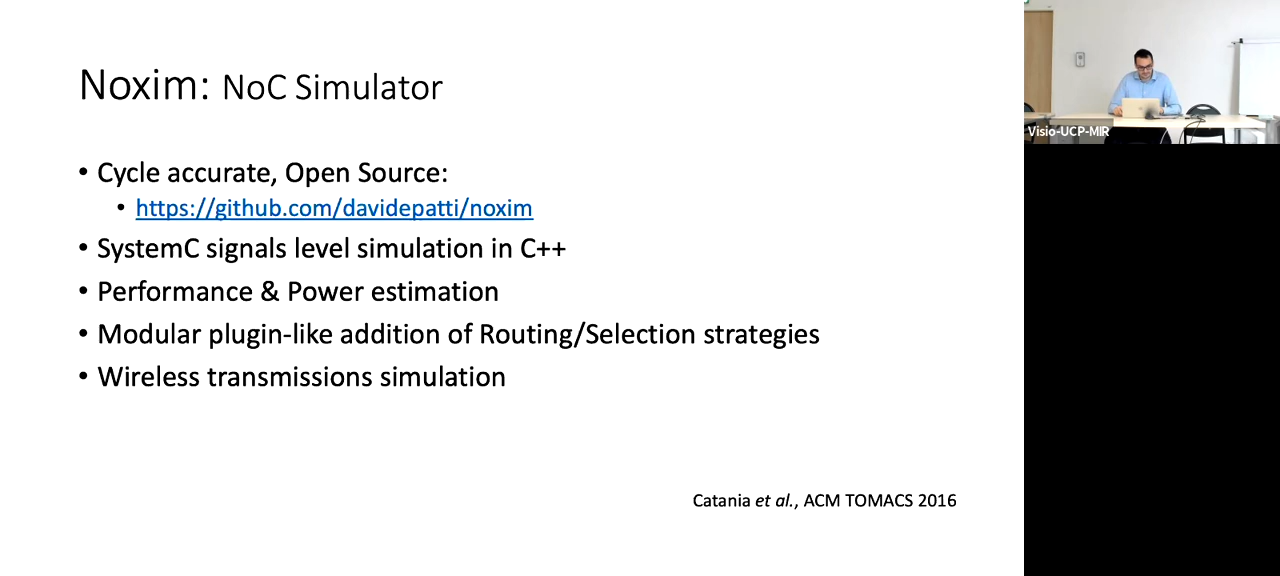 Noxim: NoC Simulator
• Cycle accurate, Open Source:
• https://github.com/davidepatti/noxim
• SystemC signals level simulation in C++
• Performance & Power estimation
• Modular plugin-like addition of Routing/Selection strategies
• Wireless transmissions simulation
Catania et al., ACM TOMACS 2016
Visio-UCP-MIR